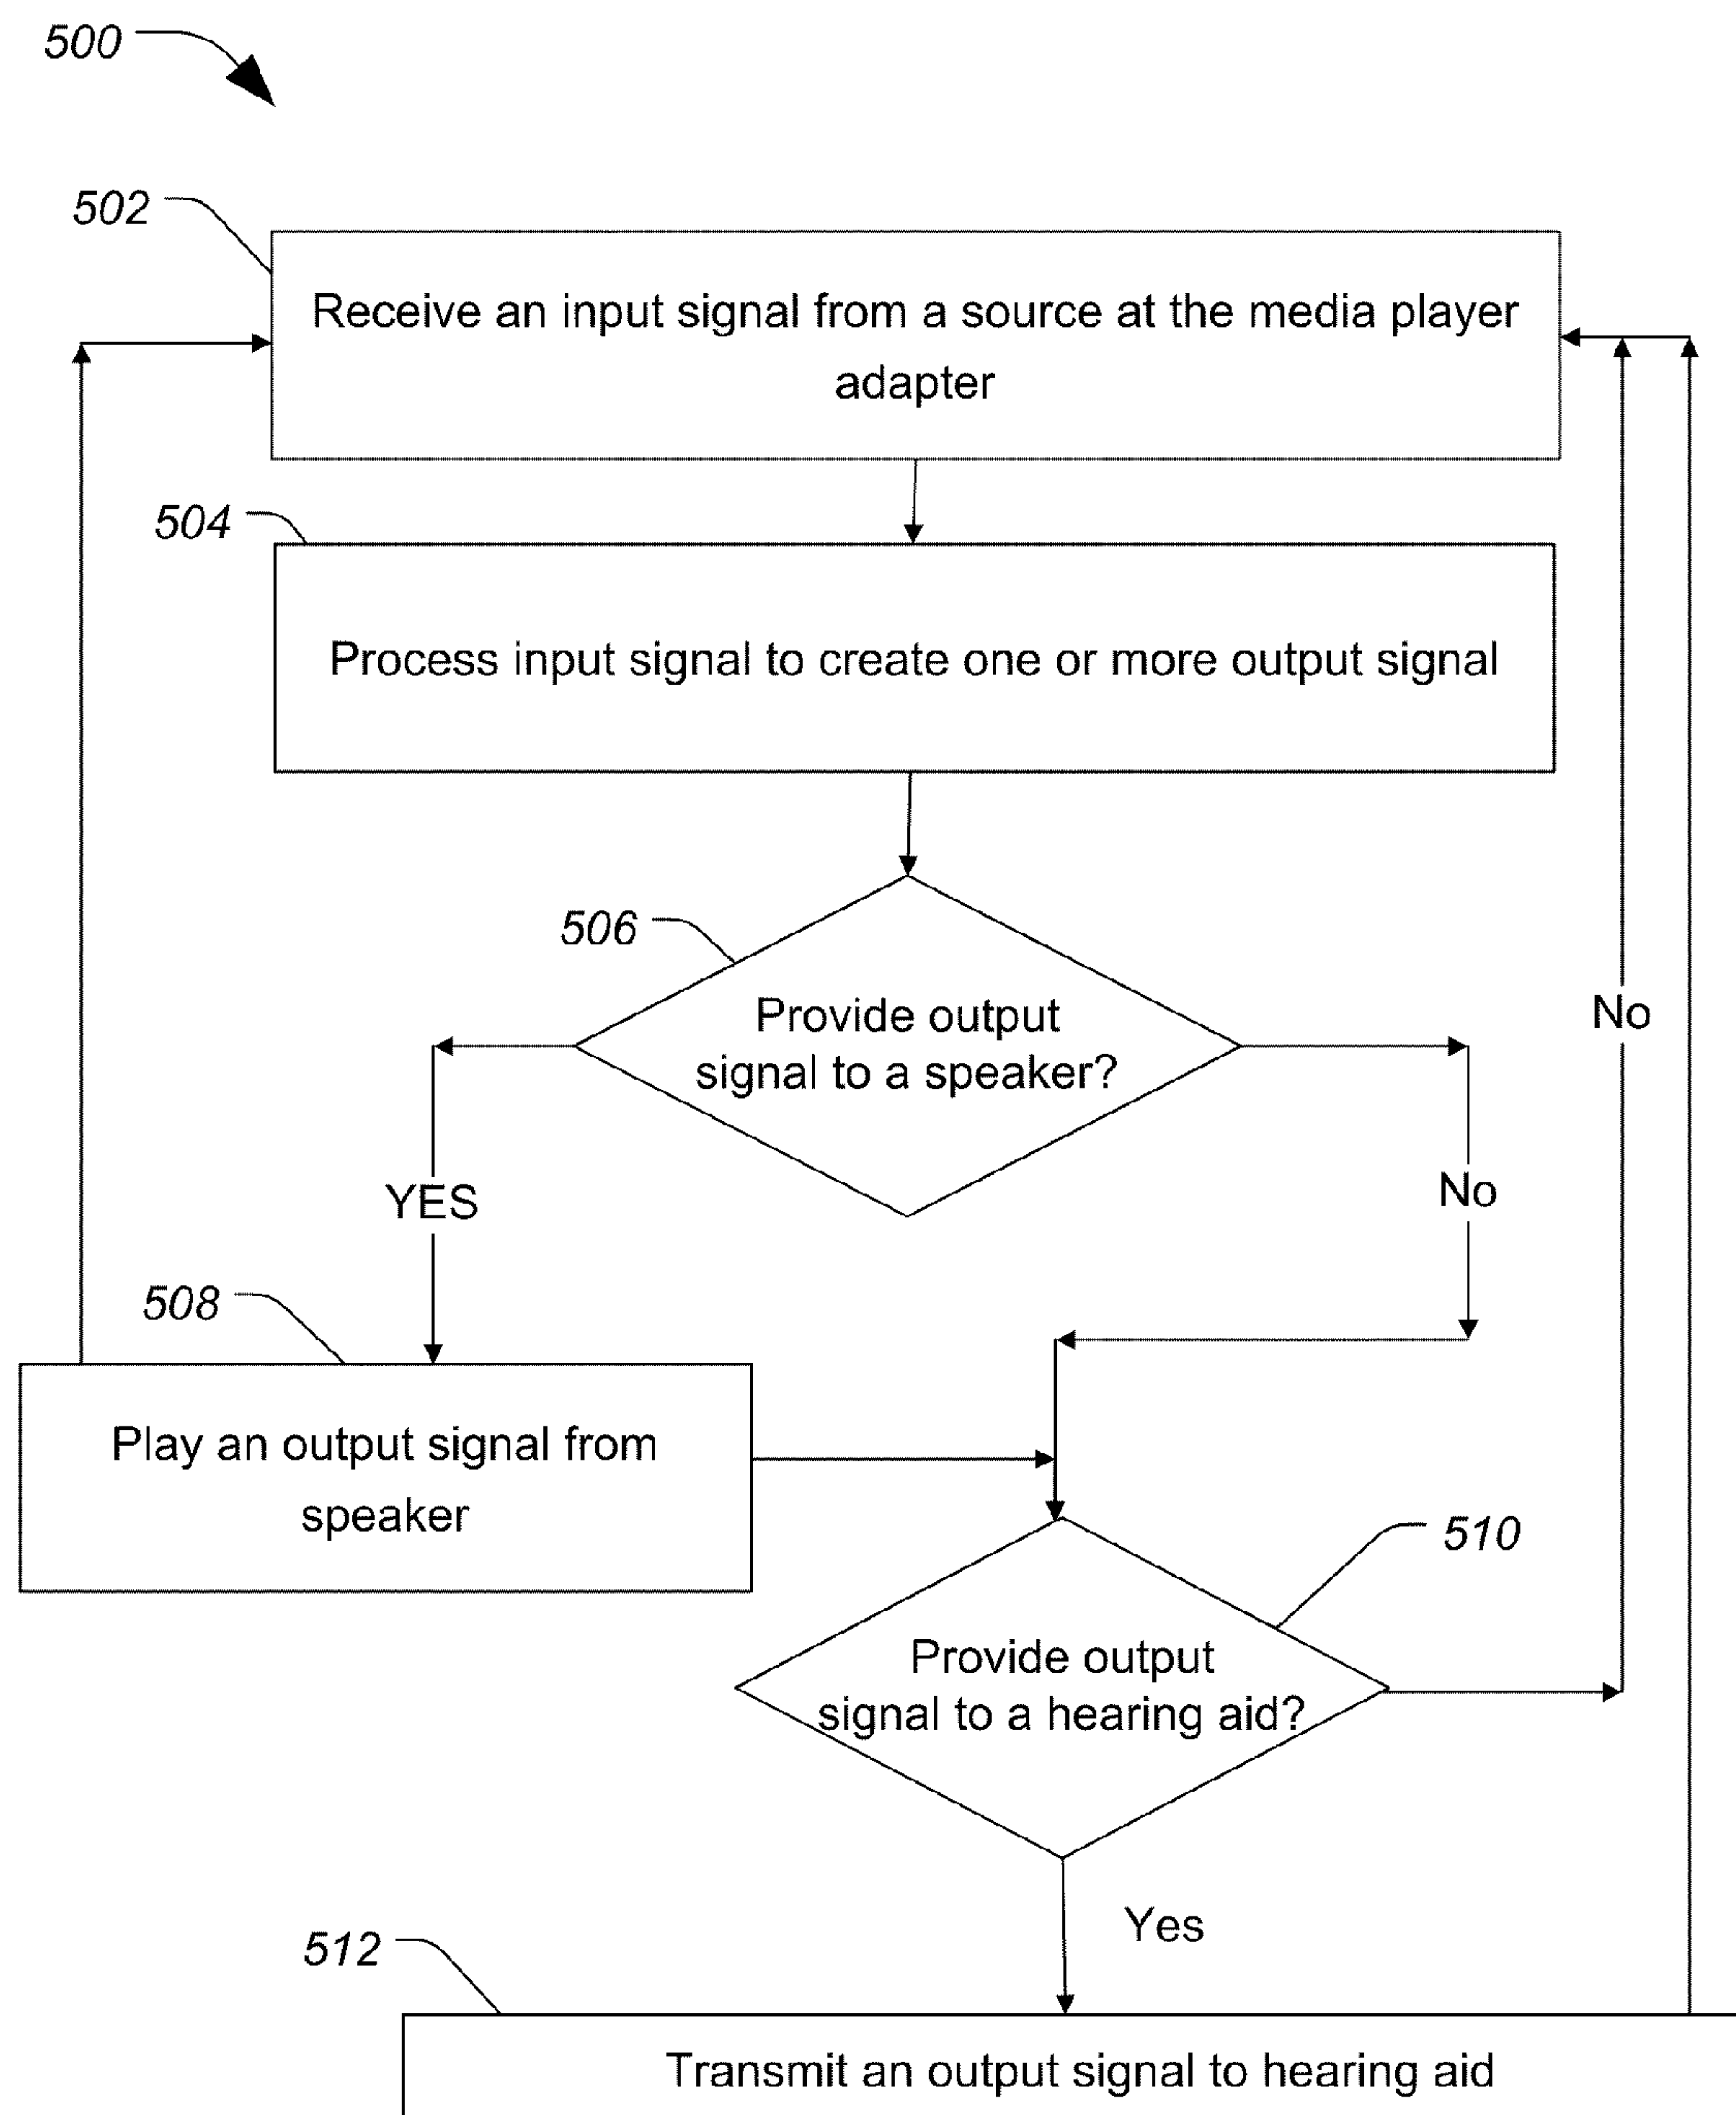 500
502
Receive an input signal from a source at the media player
adapter
504
Process input signal to create one or more output signal
506
Provide output
signal to a speaker?
No
YES
No
508
Play an output signal from
speaker
510
Provide output
signal to a hearing aid?
Yes
512
Transmit an output signal to hearing aid